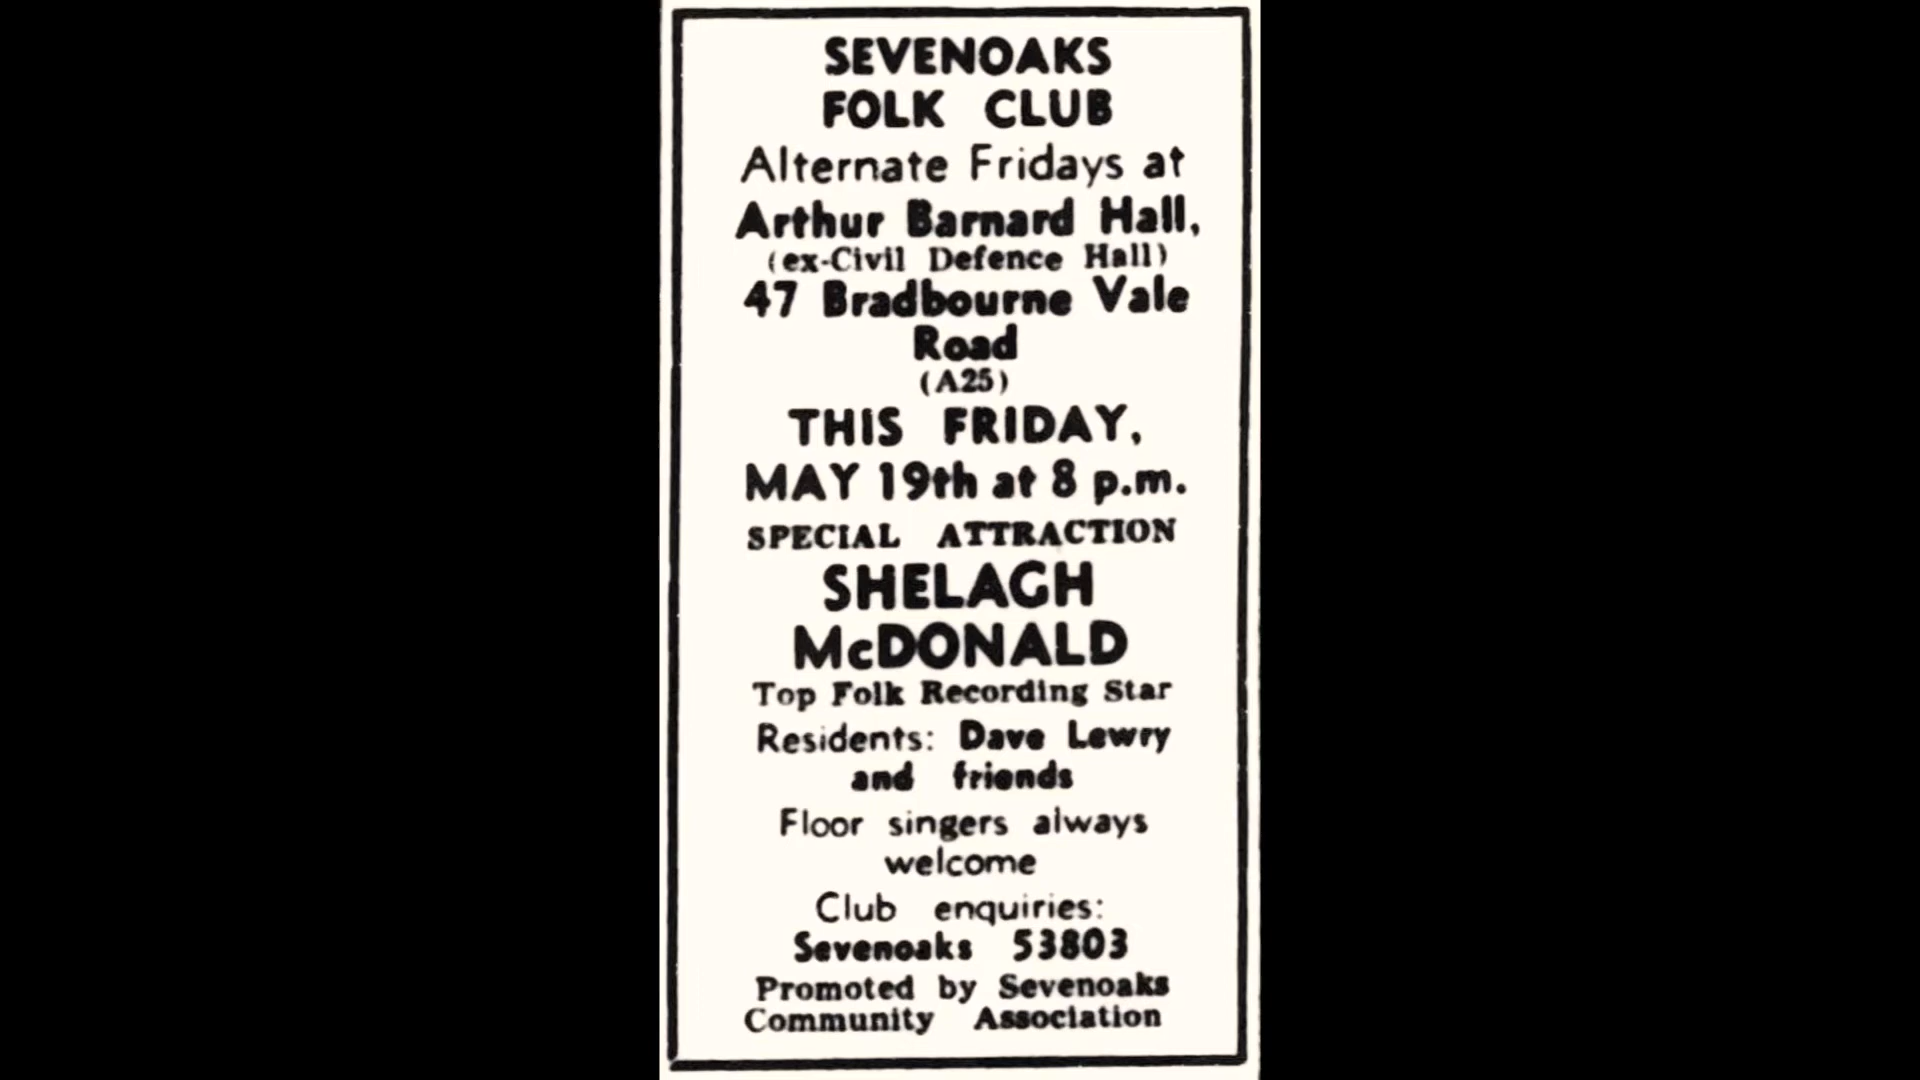 SEVENOAKS
FOLK CLUB
Alternate Fridays at
Arthur Barnard Hall,
(ex-Civil Defence Hall)
47 Bradbourne Vale
Road
(A25)
THIS FRIDAY,
MAY 19th at 8 p.m.
SPECIAL ATTRACTION
SHELAGH
McDONALD
Top Folk Recording Star
Residents: Dave Lewry
and friends
Floor singers always
welcome
Club enquiries:
Sevenoaks 53803
Promoted by Sevenoaks
Community Association